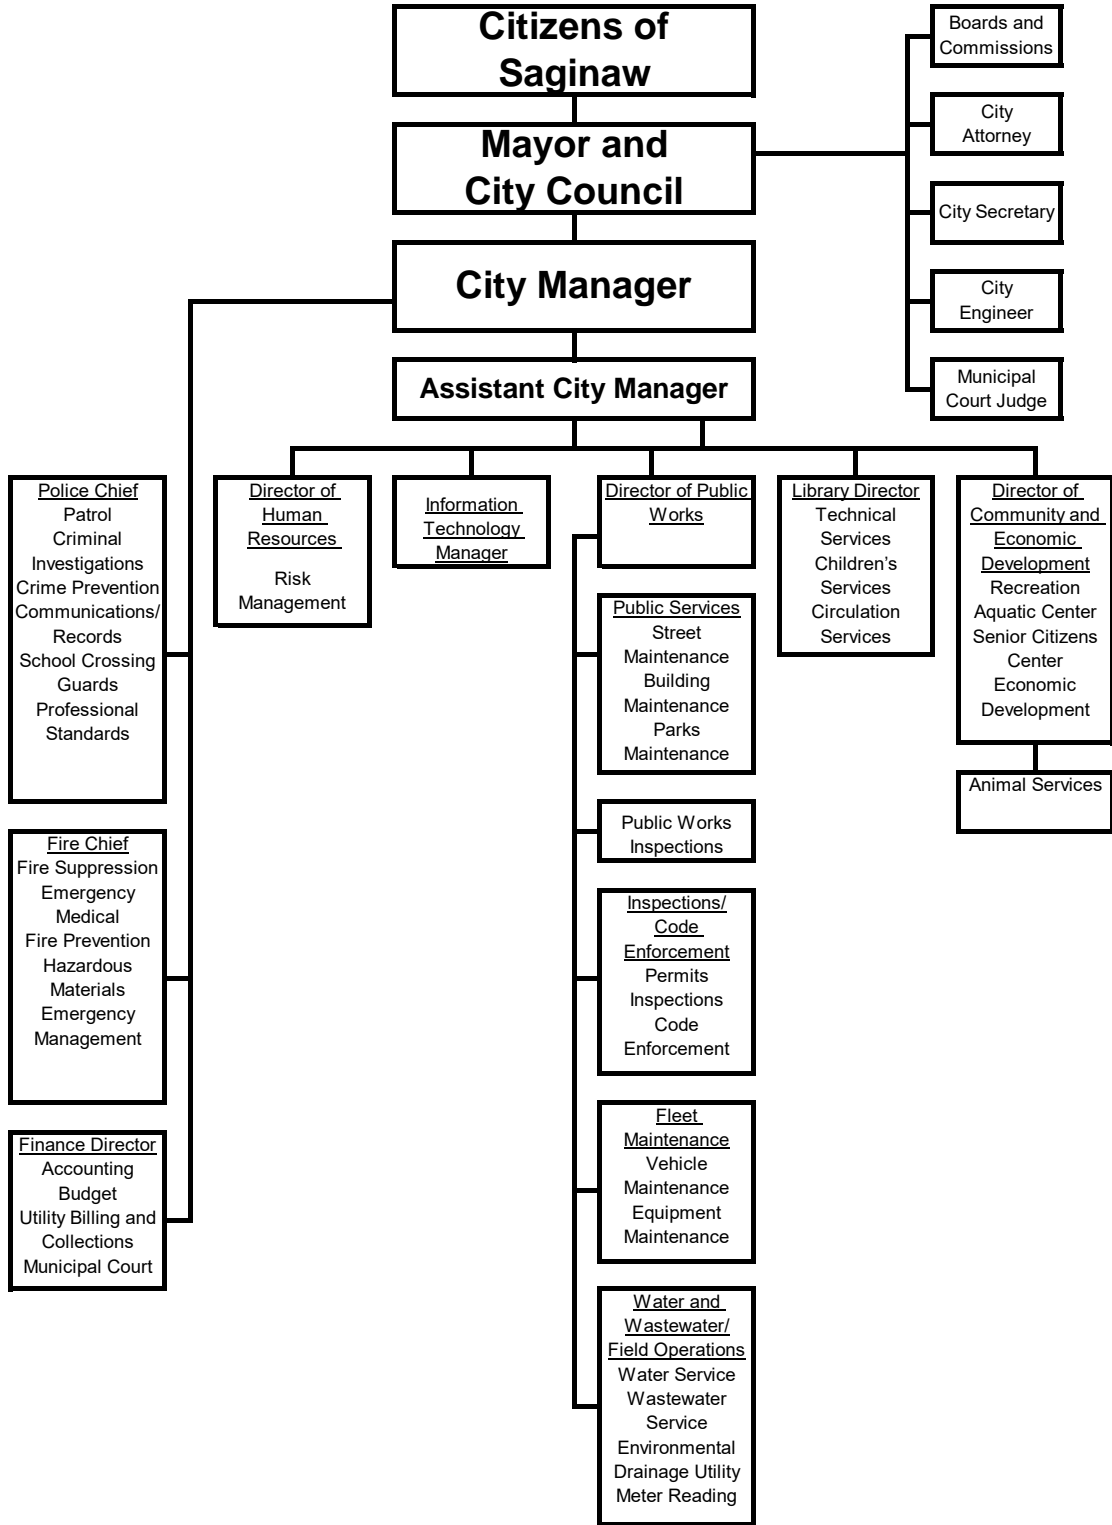 Citizens of
Saginaw
Mayor and
City Council
City Manager
Assistant City Manager
Boards and
Commissions
City
Attorney
City Secretary
City
Engineer
Municipal
Court Judge
Police Chief
Patrol
Criminal
Investigations
Crime Prevention
Communications/
Records
School Crossing
Guards
Professional
Standards
Fire Chief
Fire Suppression
Emergency
Medical
Fire Prevention
Hazardous
Materials
Emergency
Management
Finance Director
Accounting
Budget
Utility Billing and
Collections
Municipal Court
Director of
Human
Resources
Risk
Management
Information
Technology
Manager
Director of Public
Works
Public Services
Street
Maintenance
Building
Maintenance
Parks
Maintenance
Public Works
Inspections
Inspections/
Code
Enforcement
Permits
Inspections
Code
Enforcement
Fleet
Maintenance
Vehicle
Maintenance
Equipment
Maintenance
Water and
Wastewater/
Field Operations
Water Service
Wastewater
Service
Environmental
Drainage Utility
Meter Reading
Library Director
Technical
Services
Children’s
Services
Circulation
Services
Director of
Community and
Economic
Development
Recreation
Aquatic Center
Senior Citizens
Center
Economic
Development
Animal Services